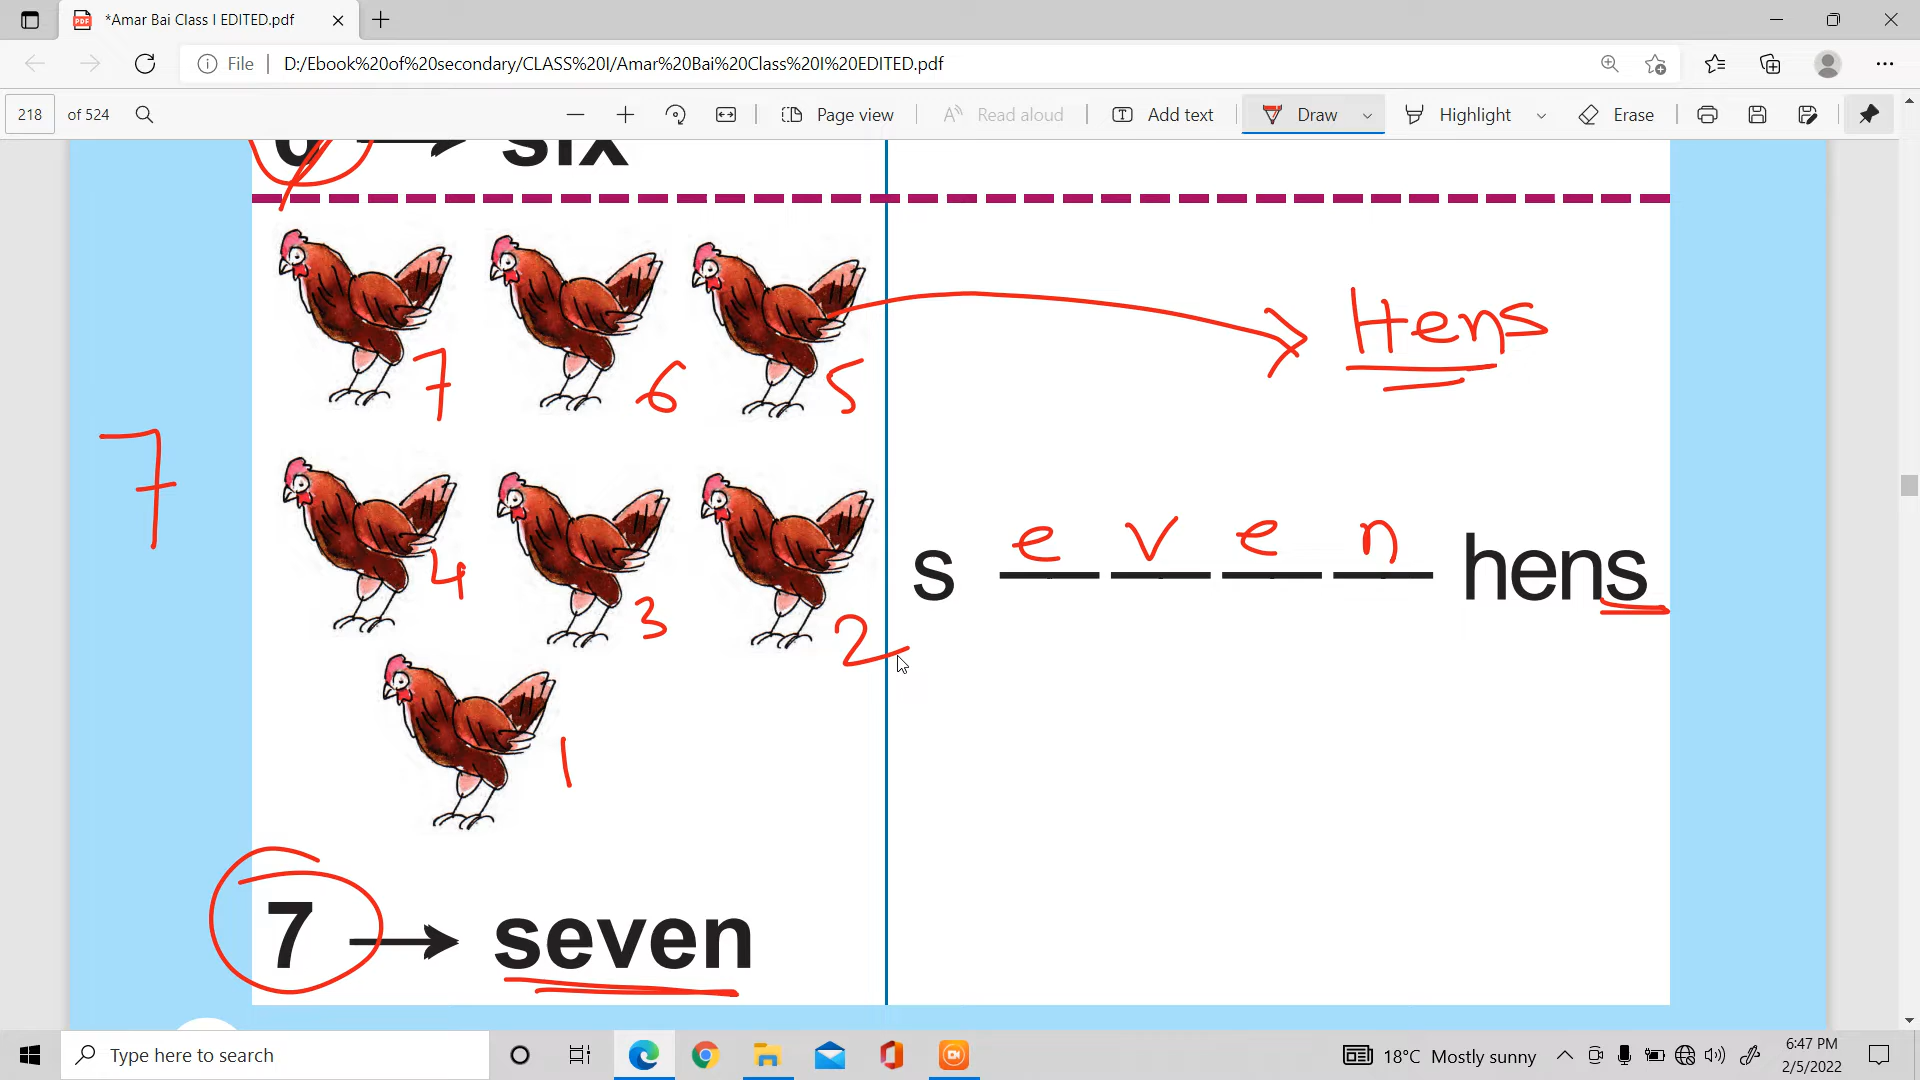 *Amar Bai Class I EDITED.pdf
File D:/Ebook%20of%20secondary/CLASS%20I/Amar%20Bai%20Class%20I%20EDITED.pdf
218 of 524 Page view Read aloud Add text Draw Highlight Erase
6 → six
Hens
7 6 5
7
s e v e n hens
4 3 2
1
7 → seven
Type here to search
18°C Mostly sunny
6:47 PM
2/5/2022